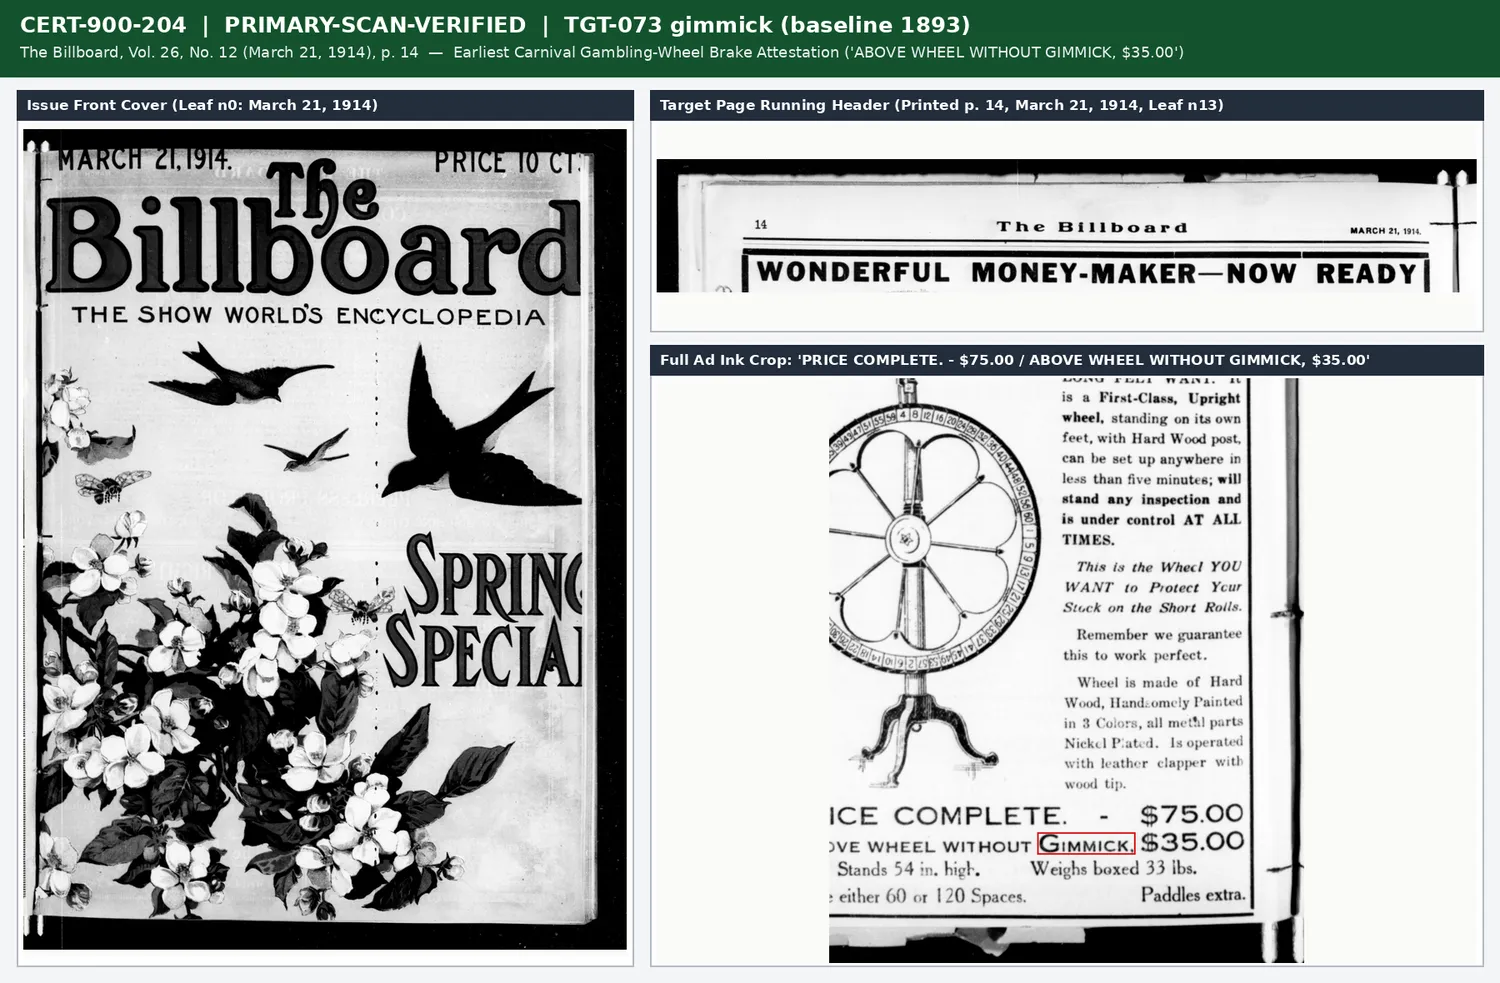 CERT-900-204 | PRIMARY-SCAN-VERIFIED | TGT-073 gimmick (baseline 1893)
The Billboard, Vol. 26, No. 12 (March 21, 1914), p. 14 — Earliest Carnival Gambling-Wheel Brake Attestation ('ABOVE WHEEL WITHOUT GIMMICK, $35.00')
Issue Front Cover (Leaf n0: March 21, 1914)
MARCH 21, 1914.
PRICE 10 CT
The
Billboard
THE SHOW WORLD'S ENCYCLOPEDIA
SPRING
SPECIAL
Target Page Running Header (Printed p. 14, March 21, 1914, Leaf n13)
14 The Billboard MARCH 21, 1914.
WONDERFUL MONEY-MAKER—NOW READY
Full Ad Ink Crop: 'PRICE COMPLETE. - $75.00 / ABOVE WHEEL WITHOUT GIMMICK, $35.00'
LONG FELT WANT. It
is a First-Class, Upright
wheel, standing on its own
feet, with Hard Wood post,
can be set up anywhere in
less than five minutes; will
stand any inspection and
is under control AT ALL
TIMES.
This is the Wheel YOU
WANT to Protect Your
Stock on the Short Rolls.
Remember we guarantee
this to work perfect.
Wheel is made of Hard
Wood, Handsomely Painted
in 3 Colors, all metal parts
Nickel Plated. Is operated
with leather clapper with
wood tip.
ICE COMPLETE. - $75.00
OVE WHEEL WITHOUT GIMMICK, $35.00
Stands 54 in. high. Weighs boxed 33 lbs.
either 60 or 120 Spaces. Paddles extra.